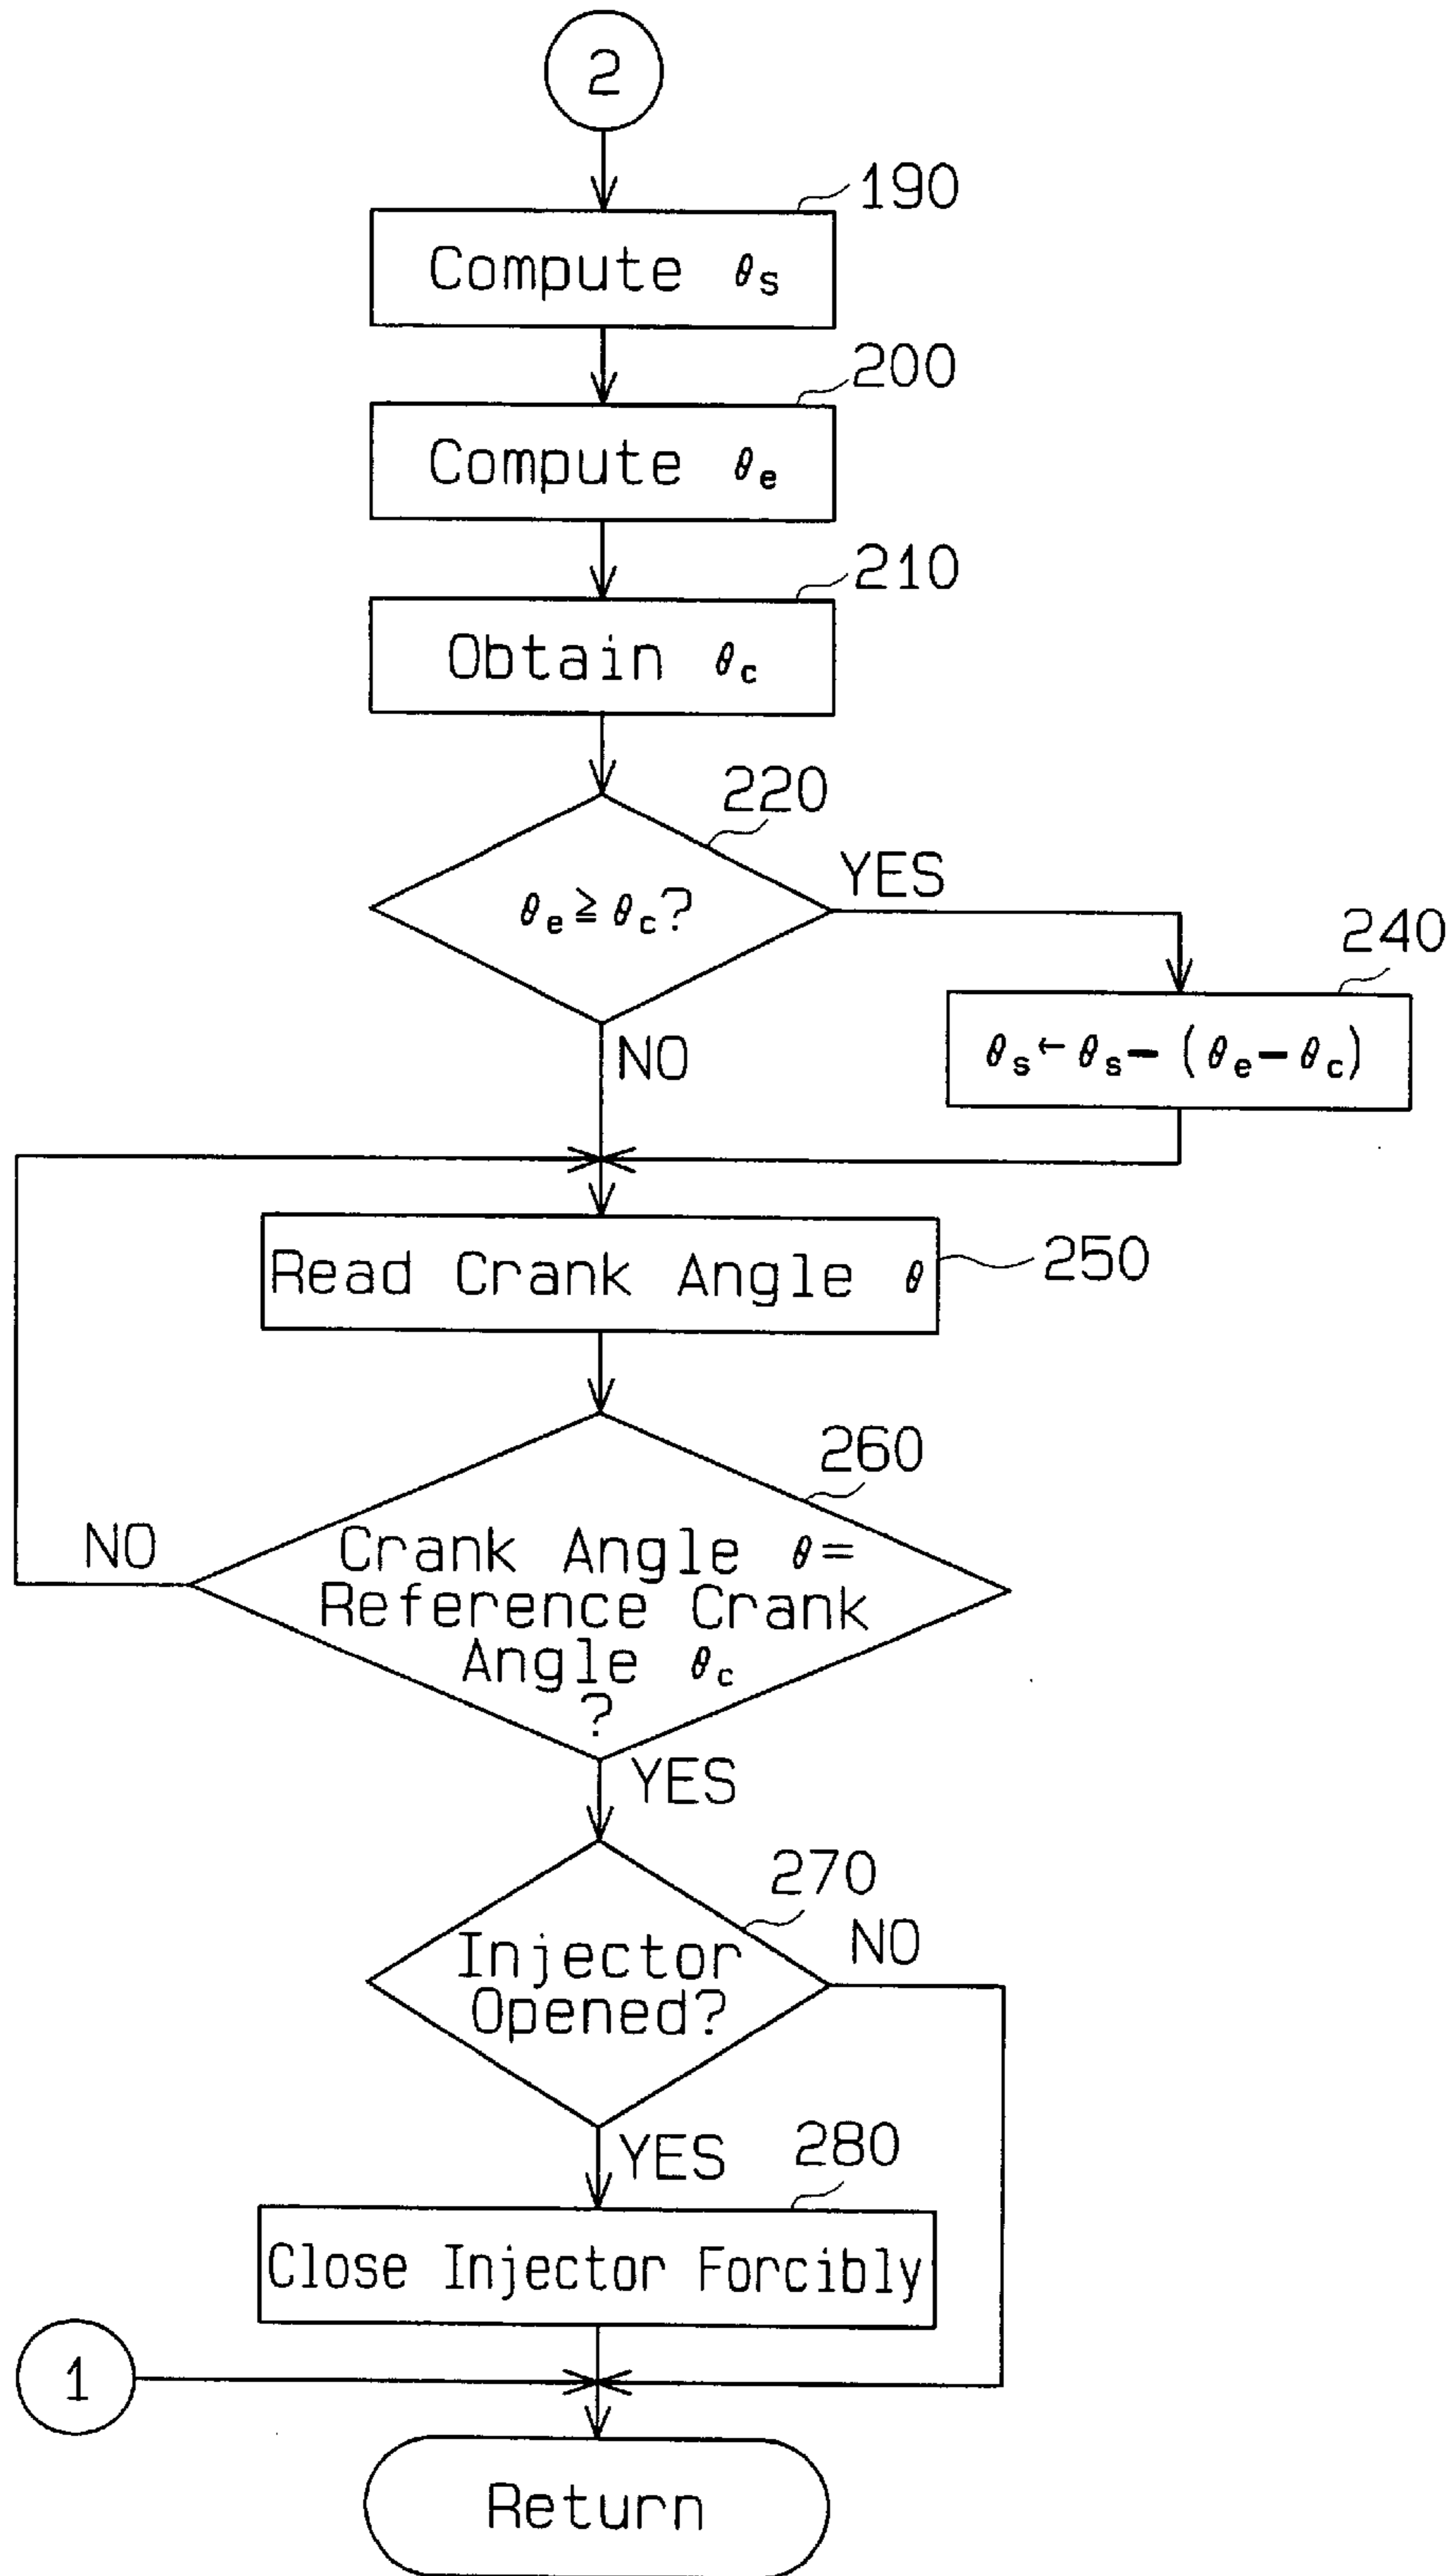 2
190
Compute θs
200
Compute θe
210
Obtain θc
220
θe ≧ θc?
YES
240
θs ← θs − (θe − θc)
NO
Read Crank Angle θ
250
260
NO
Crank Angle θ=
Reference Crank
Angle θc
?
YES
270
Injector
Opened?
NO
YES
280
Close Injector Forcibly
1
Return